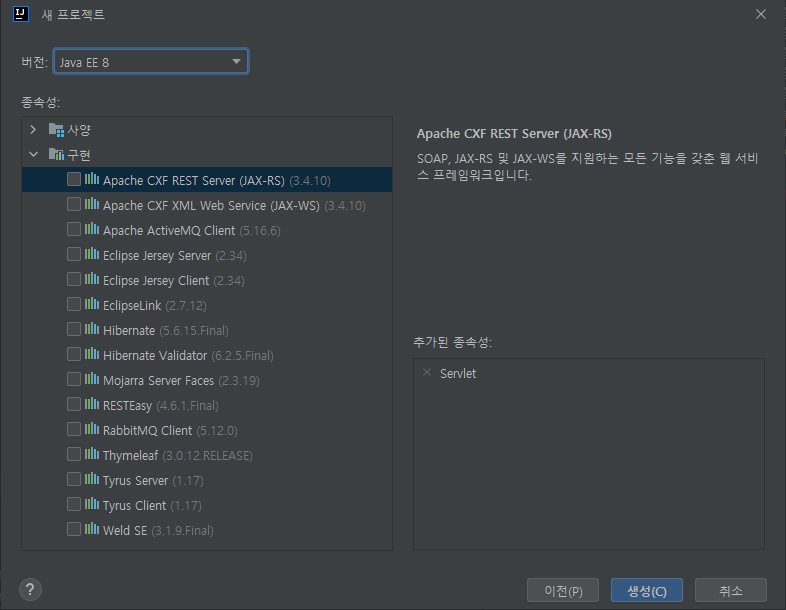 새 프로젝트
버전: Java EE 8
종속성:
사양
구현
Apache CXF REST Server (JAX-RS) (3.4.10)
Apache CXF XML Web Service (JAX-WS) (3.4.10)
Apache ActiveMQ Client (5.16.6)
Eclipse Jersey Server (2.34)
Eclipse Jersey Client (2.34)
EclipseLink (2.7.12)
Hibernate (5.6.15.Final)
Hibernate Validator (6.2.5.Final)
Mojarra Server Faces (2.3.19)
RESTEasy (4.6.1.Final)
RabbitMQ Client (5.12.0)
Thymeleaf (3.0.12.RELEASE)
Tyrus Server (1.17)
Tyrus Client (1.17)
Weld SE (3.1.9.Final)
Apache CXF REST Server (JAX-RS)
SOAP, JAX-RS 및 JAX-WS를 지원하는 모든 기능을 갖춘 웹 서비
스 프레임워크입니다.
추가된 종속성:
Servlet
?
이전(P)
생성(C)
취소